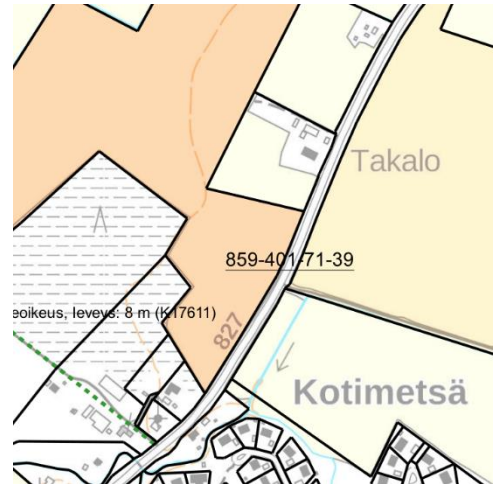 Takalo
859-401-71-39
eoikeus, leveys: 8 m (K17611)
827
Kotimetsä